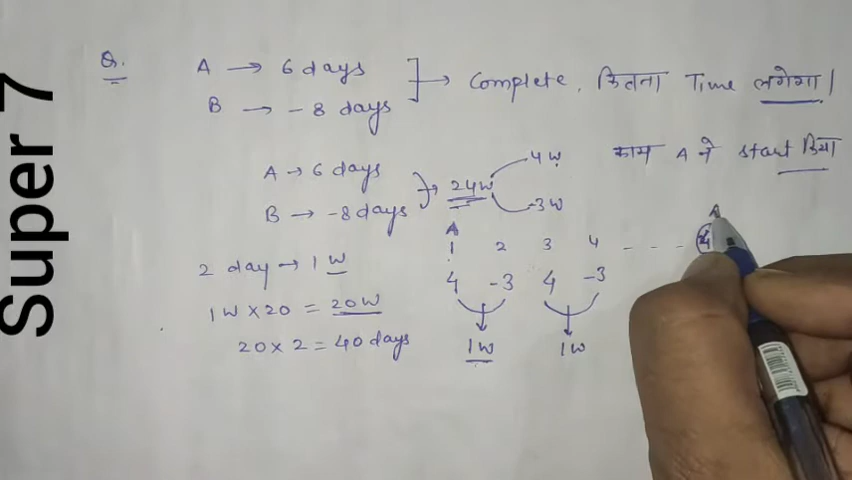 Super 7
Q.
A → 6 days
B → -8 days
→ Complete, कितना Time लगेगा।
काम A ने start किया
A → 6 days
B → -8 days
→ 24W
4W
-3W
2 day → 1 W
1W × 20 = 20W
20 × 2 = 40 days
A A
1 2 3 4 - - -
4 -3 4 -3
1W 1W